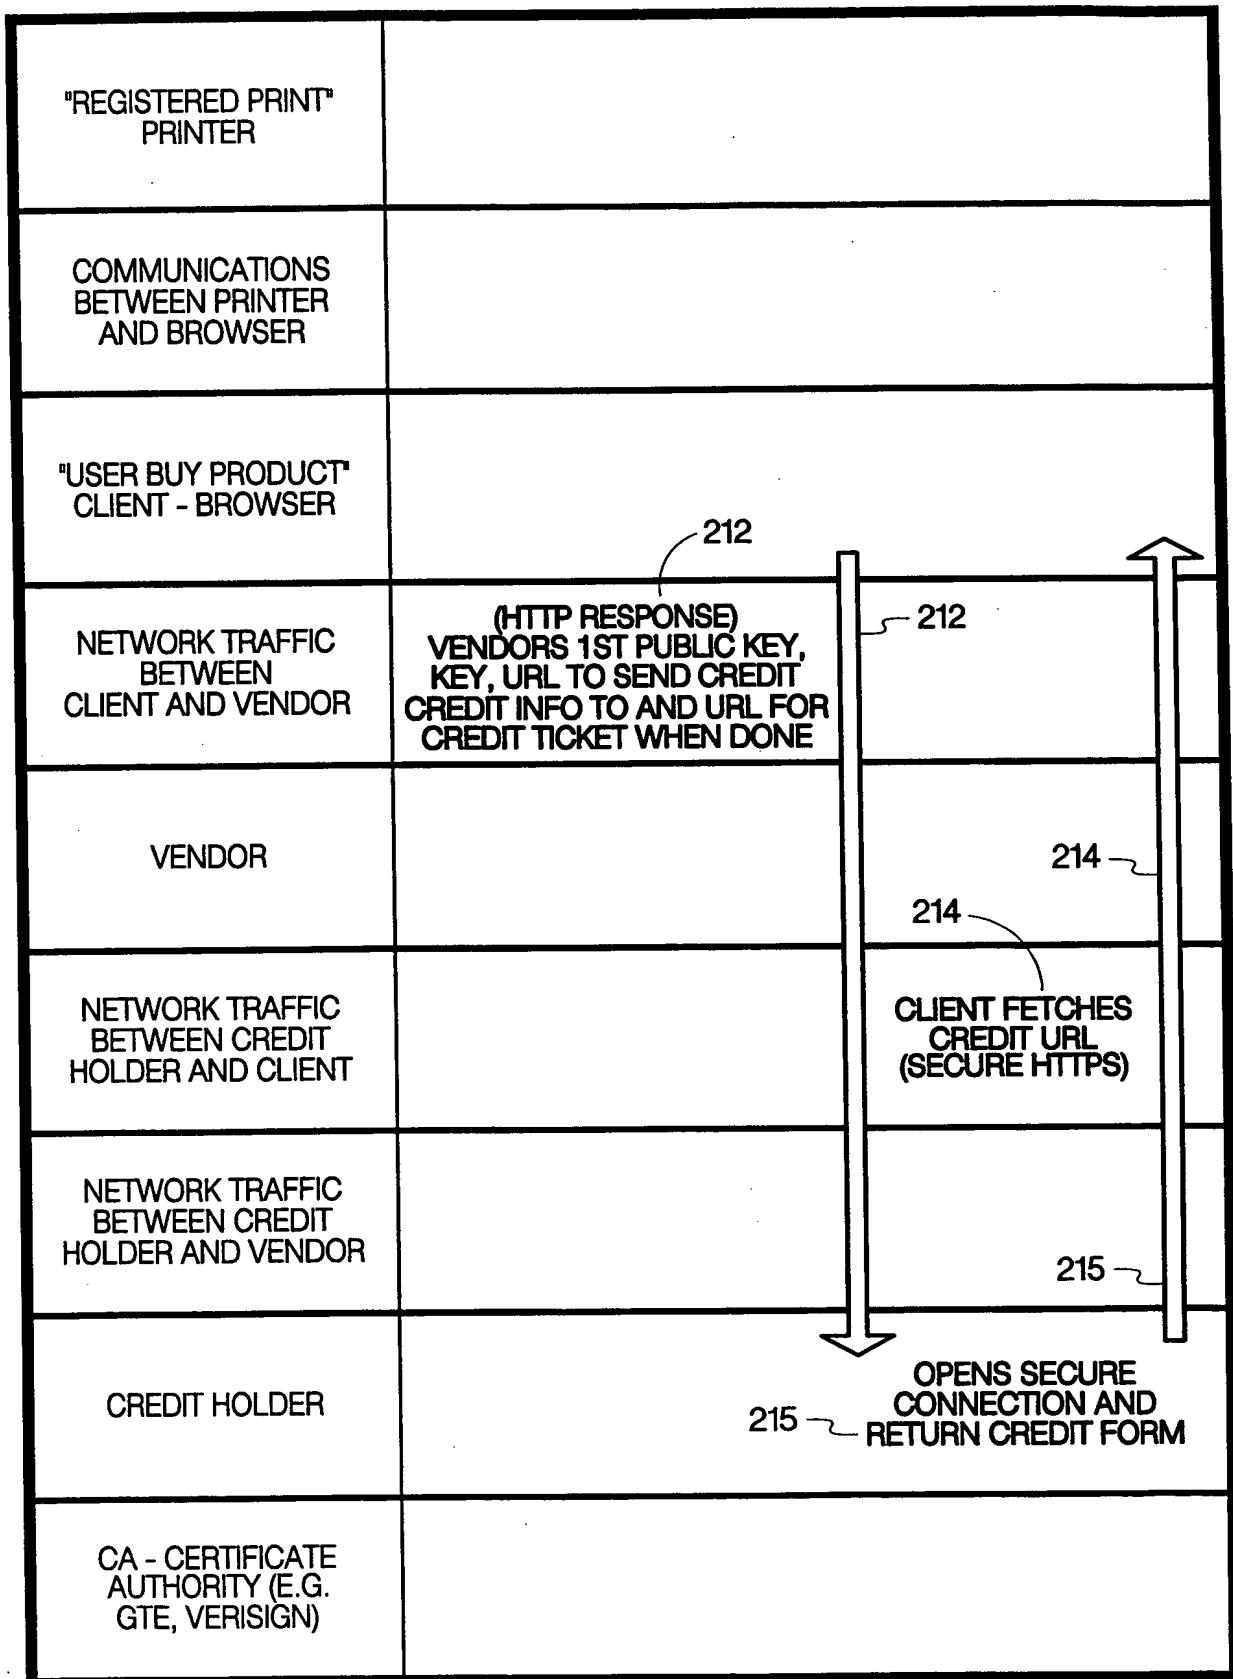 "REGISTERED PRINT"
PRINTER
COMMUNICATIONS
BETWEEN PRINTER
AND BROWSER
"USER BUY PRODUCT"
CLIENT - BROWSER
212
NETWORK TRAFFIC
BETWEEN
CLIENT AND VENDOR
(HTTP RESPONSE)
VENDORS 1ST PUBLIC KEY,
KEY, URL TO SEND CREDIT
CREDIT INFO TO AND URL FOR
CREDIT TICKET WHEN DONE
212
VENDOR
214
214
NETWORK TRAFFIC
BETWEEN CREDIT
HOLDER AND CLIENT
CLIENT FETCHES
CREDIT URL
(SECURE HTTPS)
NETWORK TRAFFIC
BETWEEN CREDIT
HOLDER AND VENDOR
215
CREDIT HOLDER
215
OPENS SECURE
CONNECTION AND
RETURN CREDIT FORM
CA - CERTIFICATE
AUTHORITY (E.G.
GTE, VERISIGN)